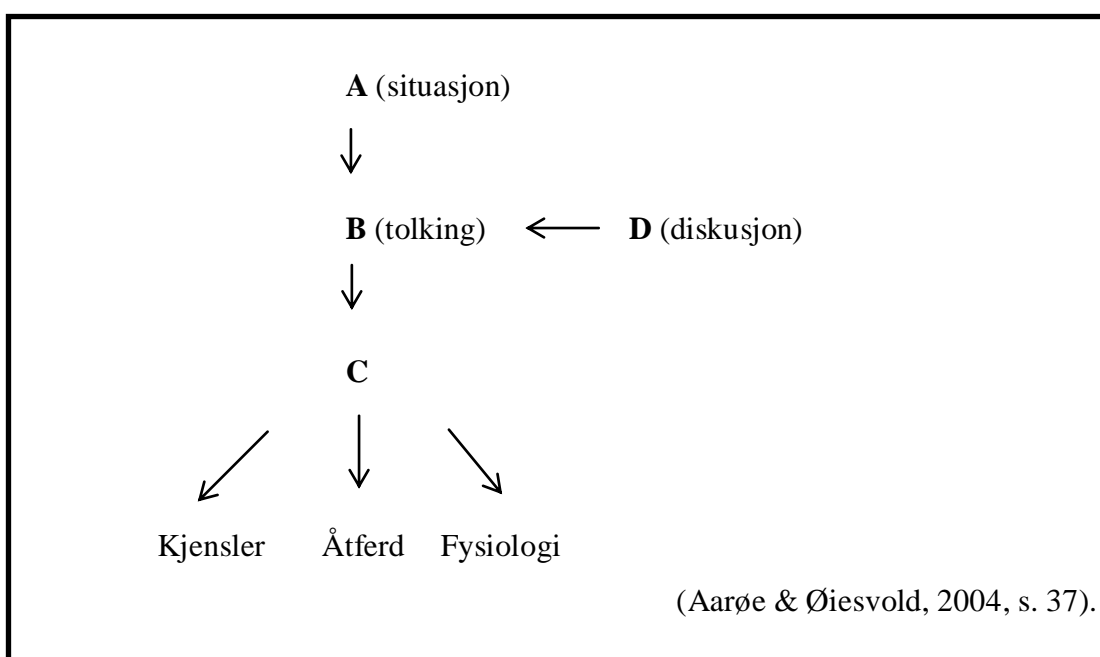 A (situasjon)
B (tolking) D (diskusjon)
C
Kjensler Åtferd Fysiologi
(Aarøe & Øiesvold, 2004, s. 37).